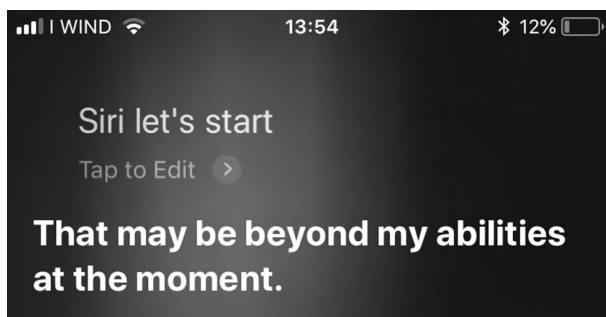 I WIND 13:54 12%
Siri let's start
Tap to Edit
That may be beyond my abilities
at the moment.